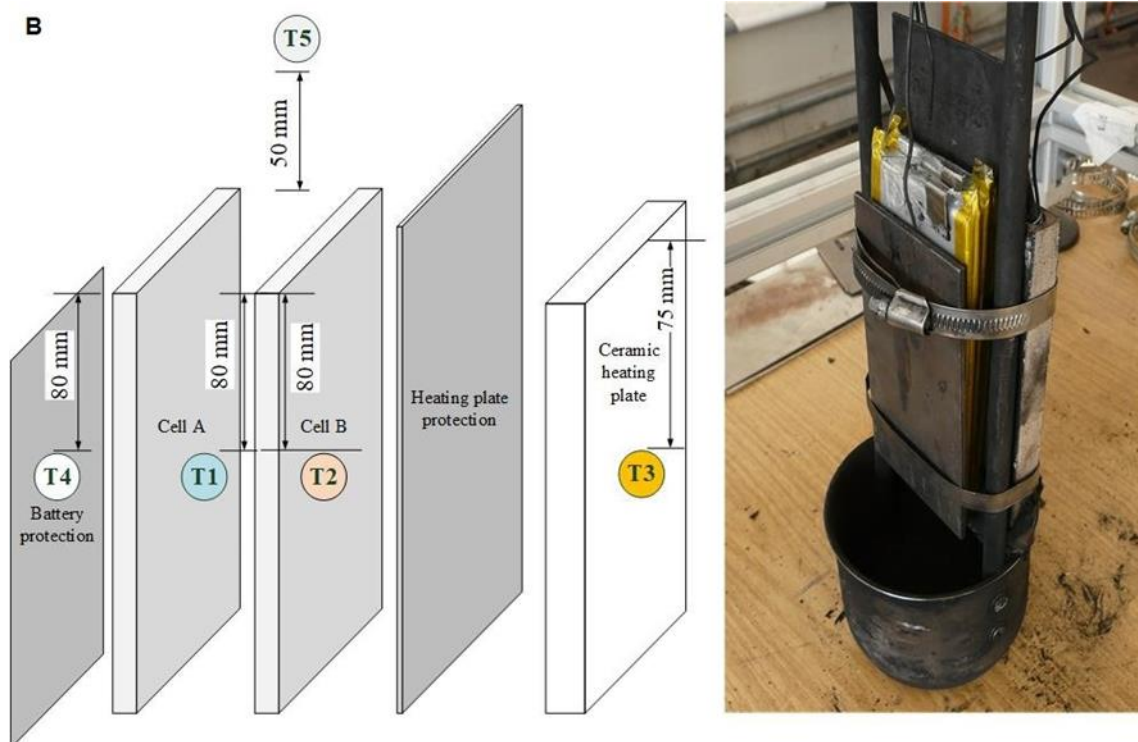 B
T5
50 mm
80 mm
80 mm
80 mm
75 mm
Cell A
Cell B
Heating plate
protection
Ceramic
heating
plate
T4
T1
T2
T3
Battery
protection